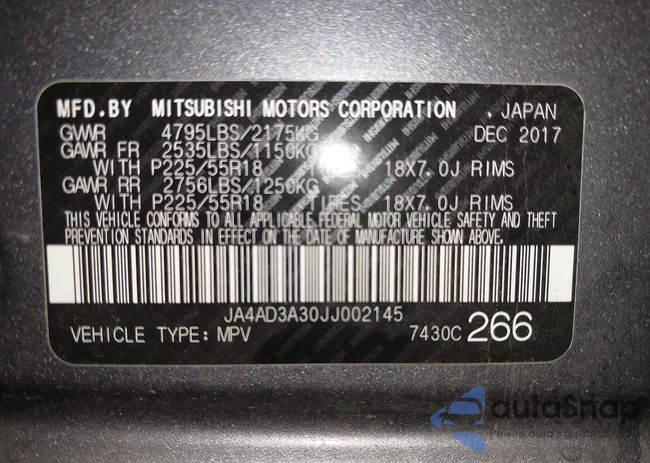 MFD.BY MITSUBISHI MOTORS CORPORATION . JAPAN
GVWR 4795LBS/2175KG DEC 2017
GAWR FR 2535LBS/1150KG
WITH P225/55R18 18X7.0J RIMS
GAWR RR 2756LBS/1250KG
WITH P225/55R18 TIRES 18X7.0J RIMS
THIS VEHICLE CONFORMS TO ALL APPLICABLE FEDERAL MOTOR VEHICLE SAFETY AND THEFT
PREVENTION STANDARDS IN EFFECT ON THE DATE OF MANUFACTURE SHOWN ABOVE.
JA4AD3A30JJ002145
VEHICLE TYPE: MPV 7430C 266
autoSnap